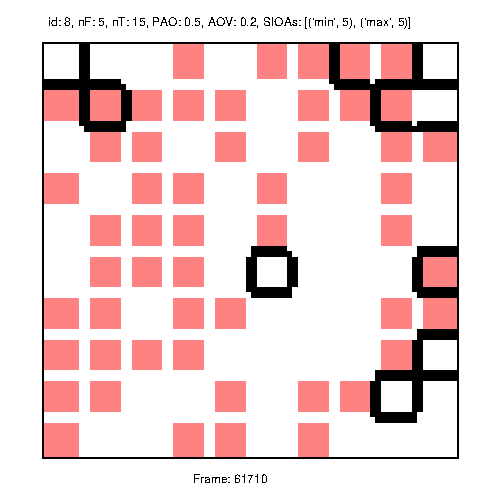 id: 8, nF: 5, nT: 15, PAO: 0.5, AOV: 0.2, SIOAs: [('min', 5), ('max', 5)]
Frame: 61710